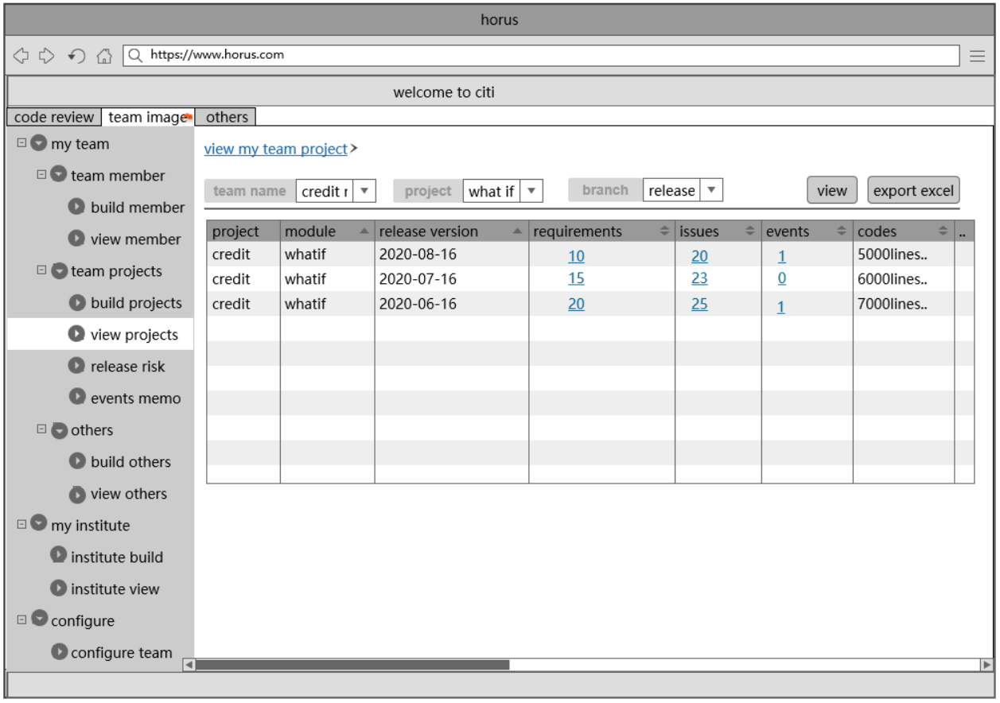 horus
https://www.horus.com
welcome to citi
code review team image others
my team
team member
build member
view member
team projects
build projects
view projects
release risk
events memo
others
build others
view others
my institute
institute build
institute view
configure
configure team
view my team project>
team name credit r project what if branch release view export excel
project module release version requirements issues events codes ..
credit whatif 2020-08-16 10 20 1 5000lines..
credit whatif 2020-07-16 15 23 0 6000lines..
credit whatif 2020-06-16 20 25 1 7000lines..